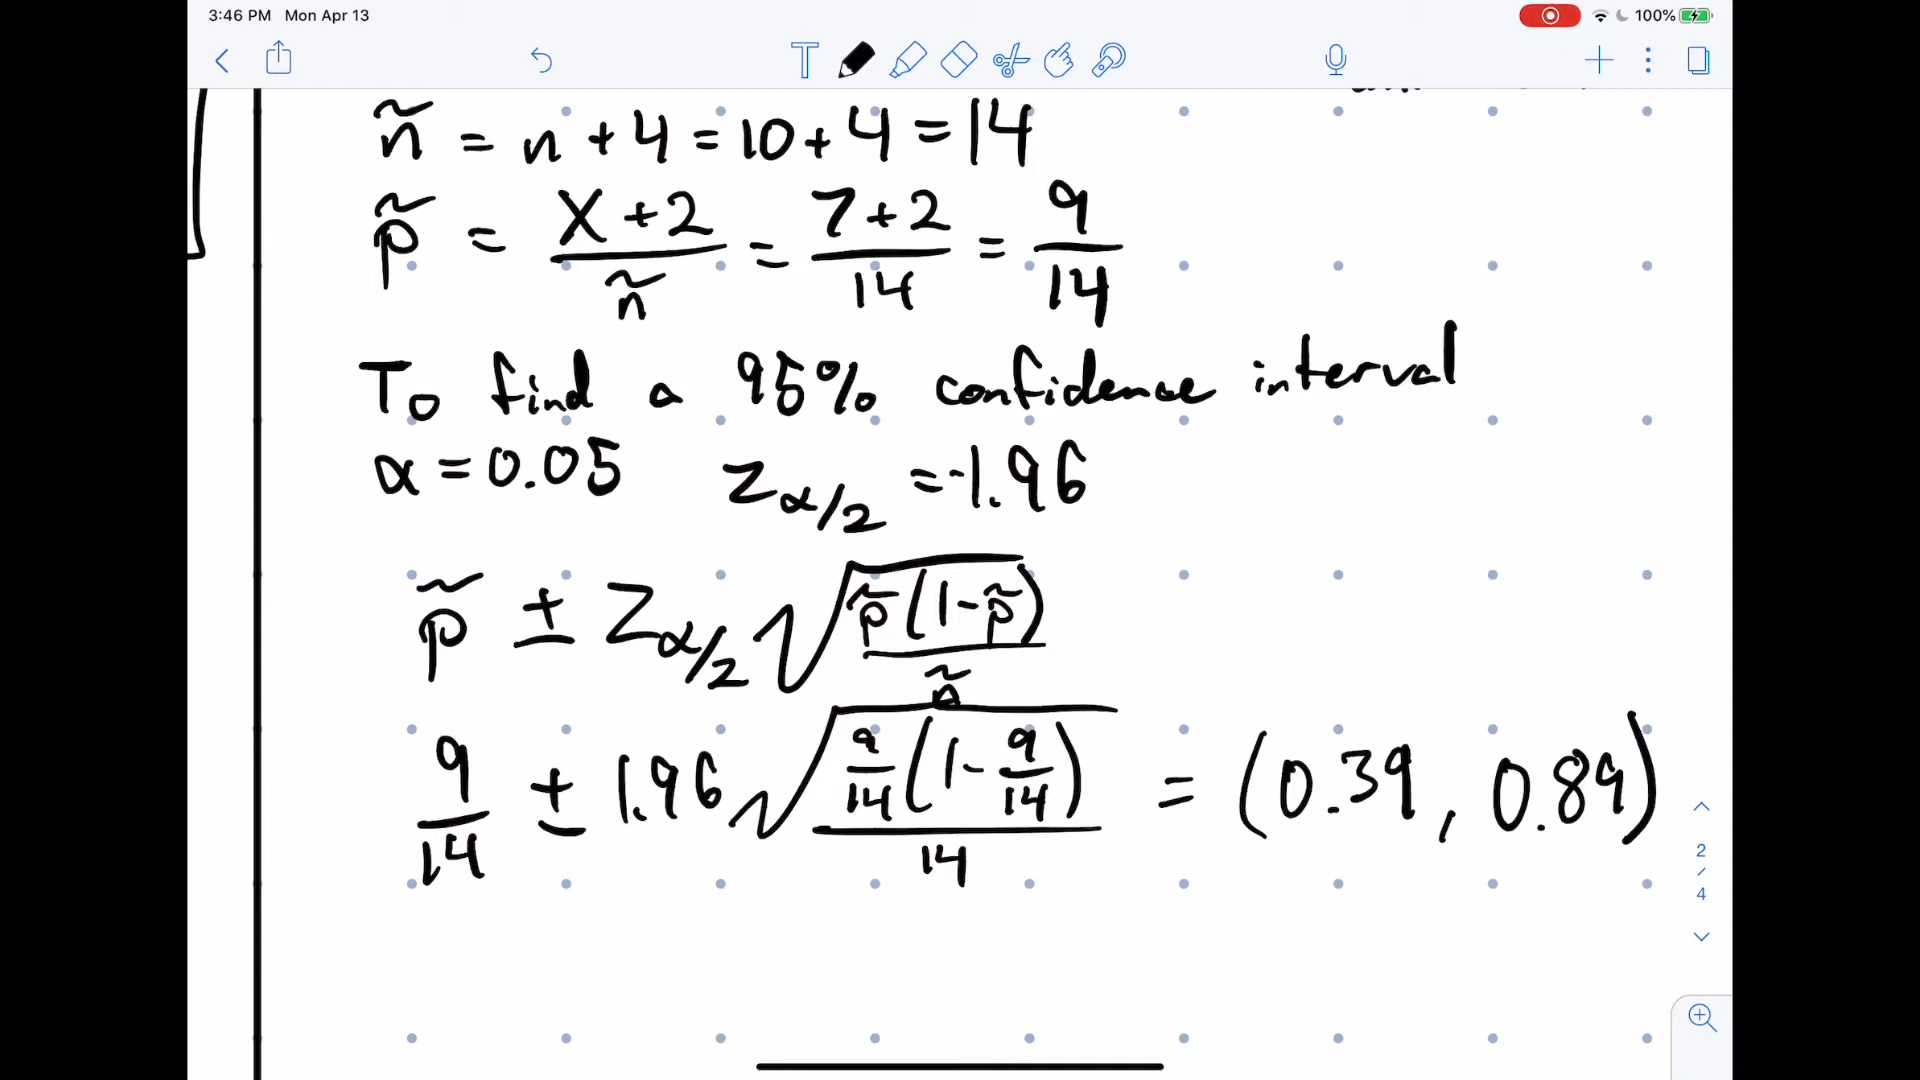 3:46 PM Mon Apr 13
100%
T
ñ = n + 4 = 10 + 4 = 14
p̃ = (X + 2)/ñ = (7 + 2)/14 = 9/14
To find a 95% confidence interval
α = 0.05 z_{α/2} = -1.96
p̃ ± Z_{α/2} √(p̃(1 - p̃)/ñ)
9/14 ± 1.96 √((9/14)(1 - 9/14)/14) = (0.39, 0.89)
2
/
4